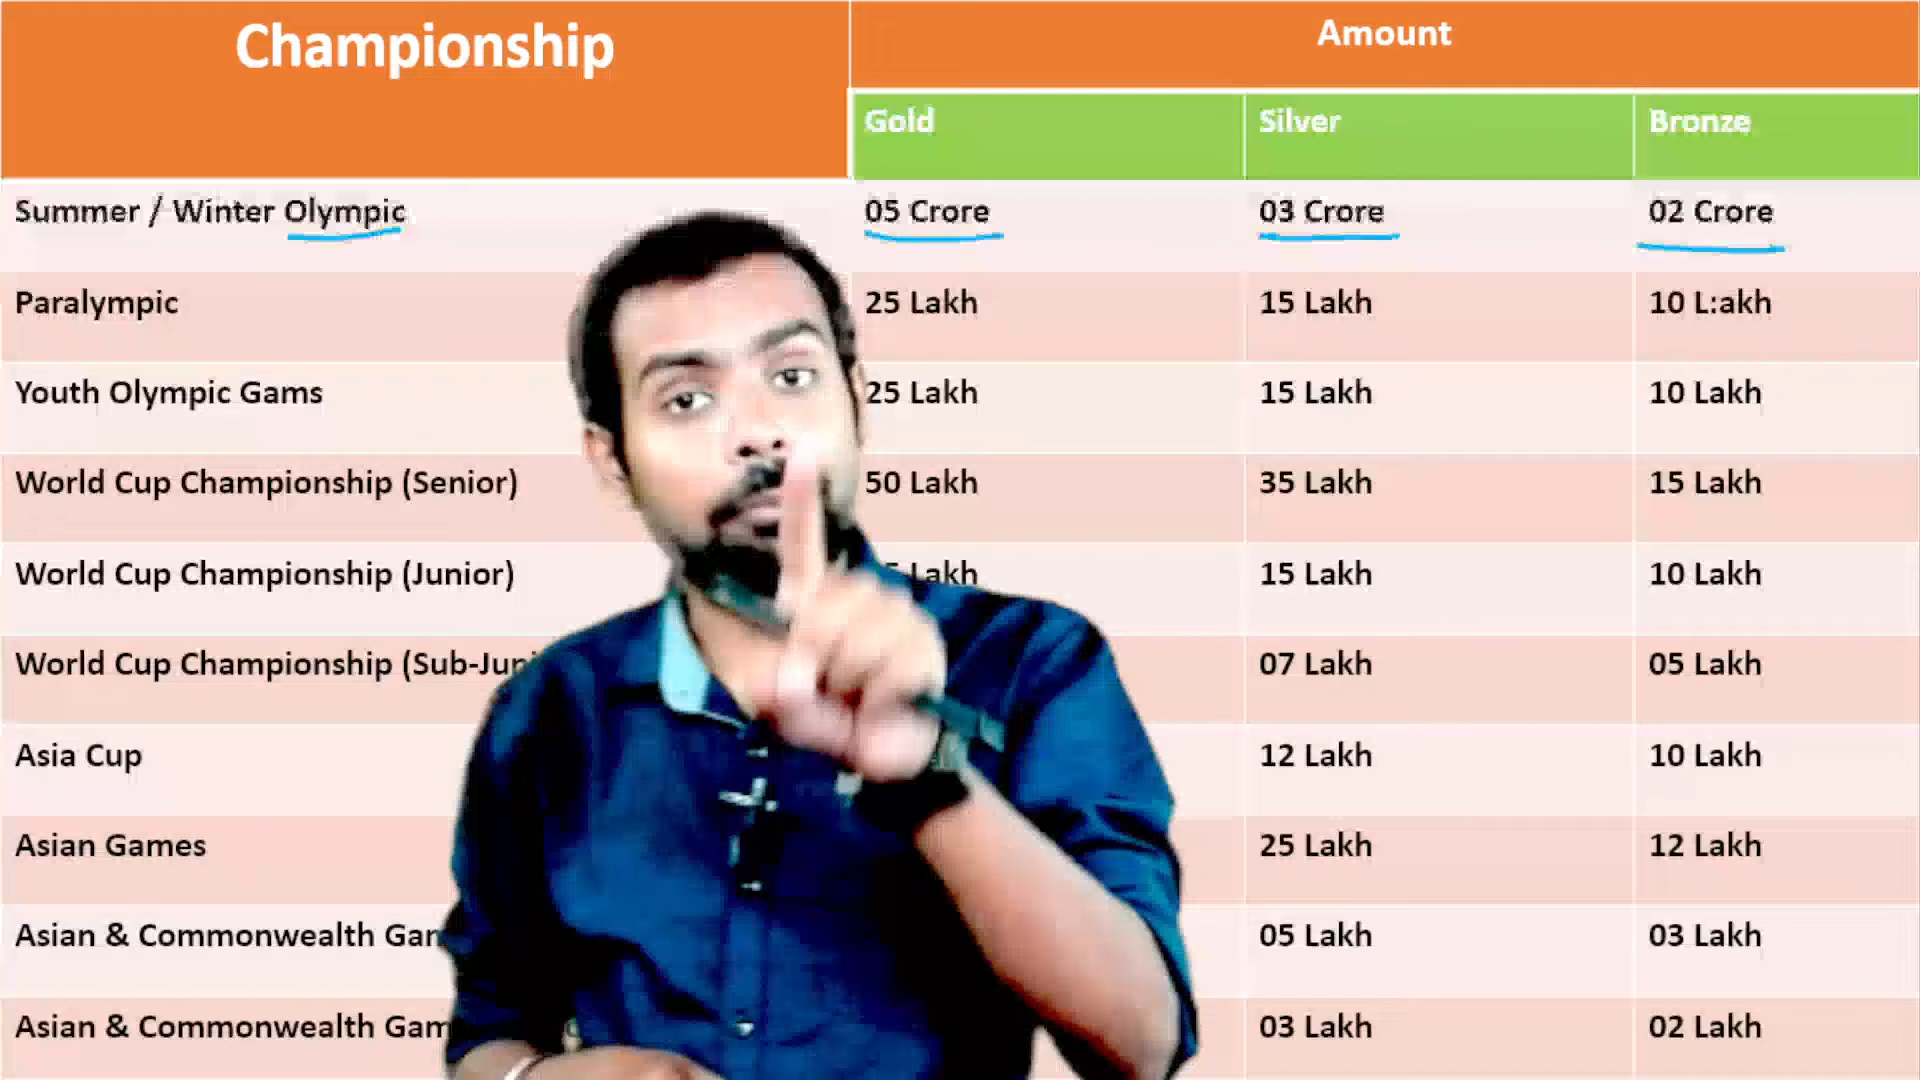 Championship Amount
Gold Silver Bronze
Summer / Winter Olympic 05 Crore 03 Crore 02 Crore
Paralympic 25 Lakh 15 Lakh 10 L:akh
Youth Olympic Gams 25 Lakh 15 Lakh 10 Lakh
World Cup Championship (Senior) 50 Lakh 35 Lakh 15 Lakh
World Cup Championship (Junior) Lakh 15 Lakh 10 Lakh
World Cup Championship 07 Lakh 05 Lakh
Asia Cup 12 Lakh 10 Lakh
Asian Games 25 Lakh 12 Lakh
Asian & Commonwealth 05 Lakh 03 Lakh
Asian & Commonwealth 03 Lakh 02 Lakh